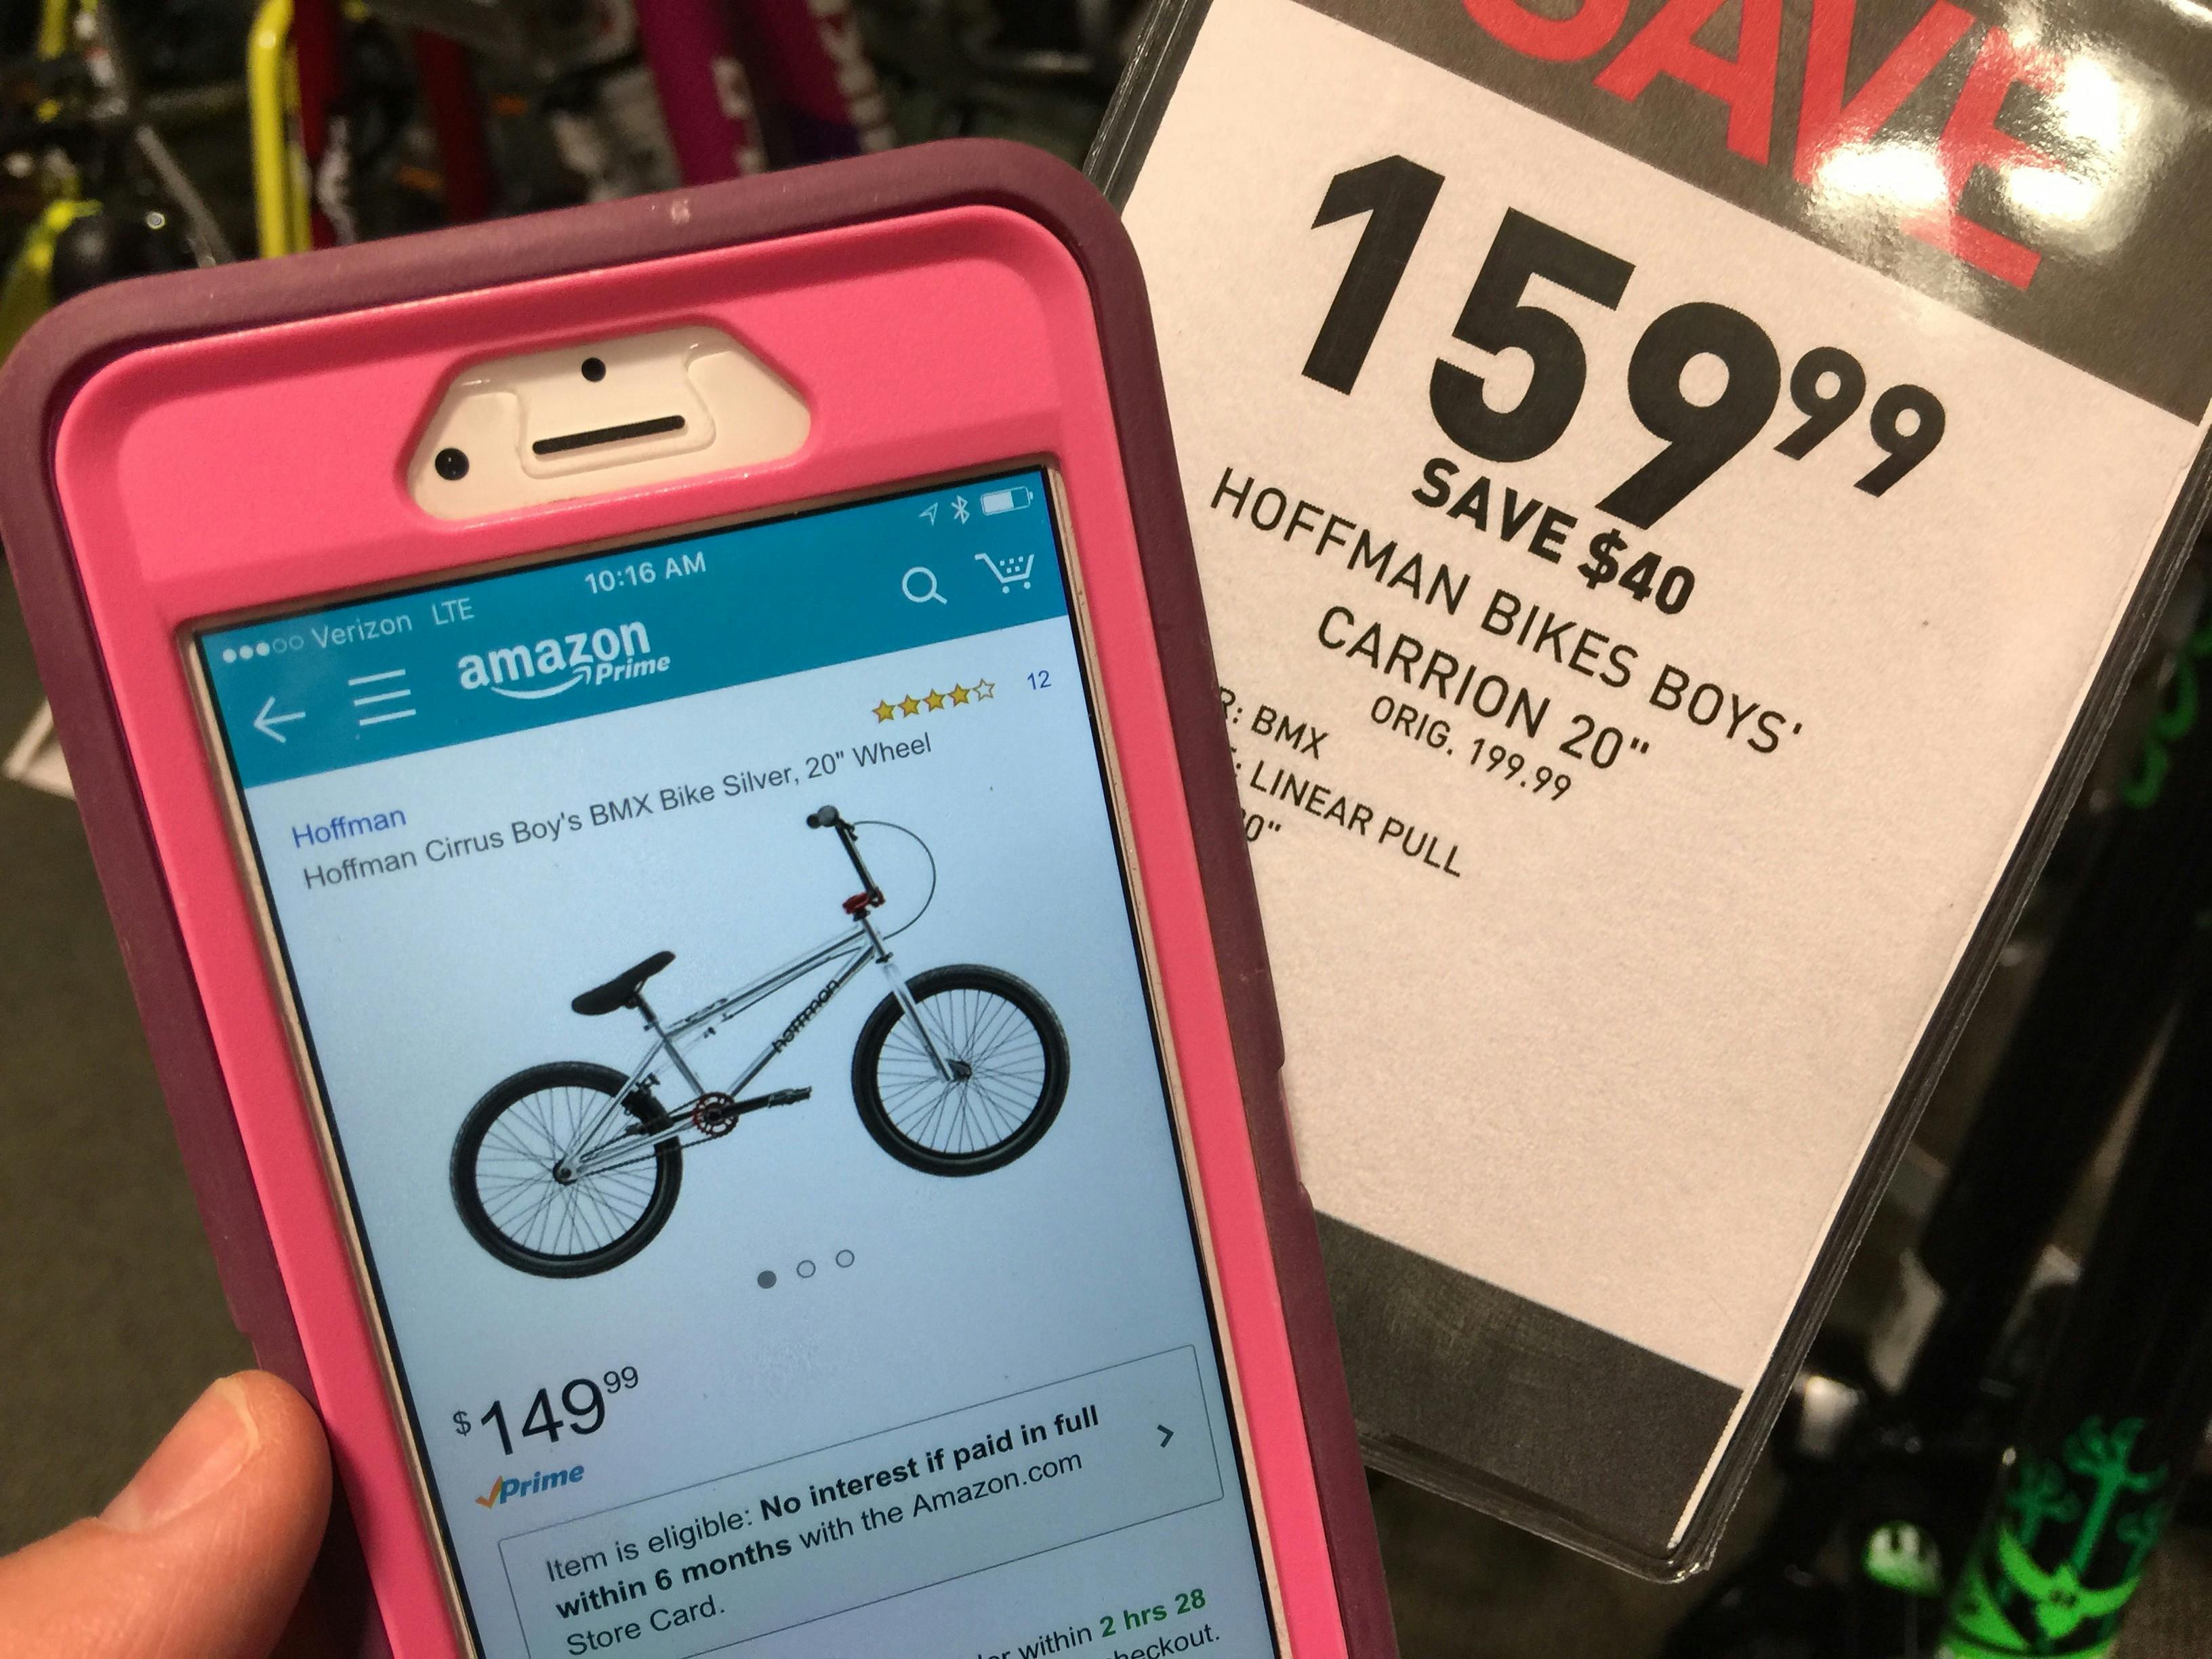 ●●●○○ Verizon LTE 10:16 AM
amazon
Prime
Hoffman
12
Hoffman Cirrus Boy's BMX Bike Silver, 20" Wheel
hoffman
$149 99
Prime
Item is eligible: No interest if paid in full
within 6 months with the Amazon.com
Store Card.
within 2 hrs 28
SAVE
159 99
SAVE $40
HOFFMAN BIKES BOYS'
CARRION 20"
ORIG. 199.99
: BMX
: LINEAR PULL